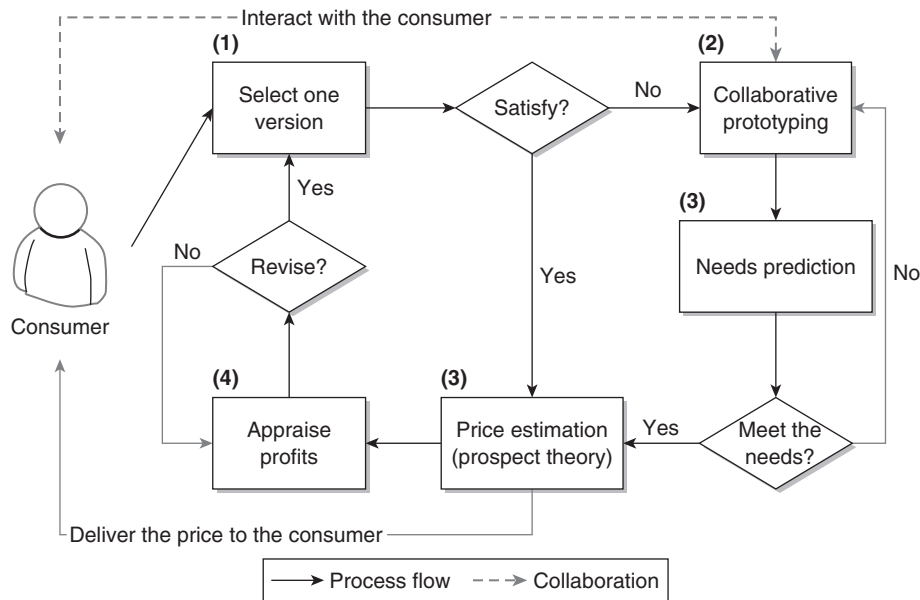 Interact with the consumer
(1)
(2)
Select one
version
Satisfy?
No
Collaborative
prototyping
Yes
(3)
No
Revise?
Yes
Needs prediction
No
Consumer
(4)
(3)
Appraise
profits
Price estimation
(prospect theory)
Yes
Meet the
needs?
Deliver the price to the consumer
Process flow
Collaboration